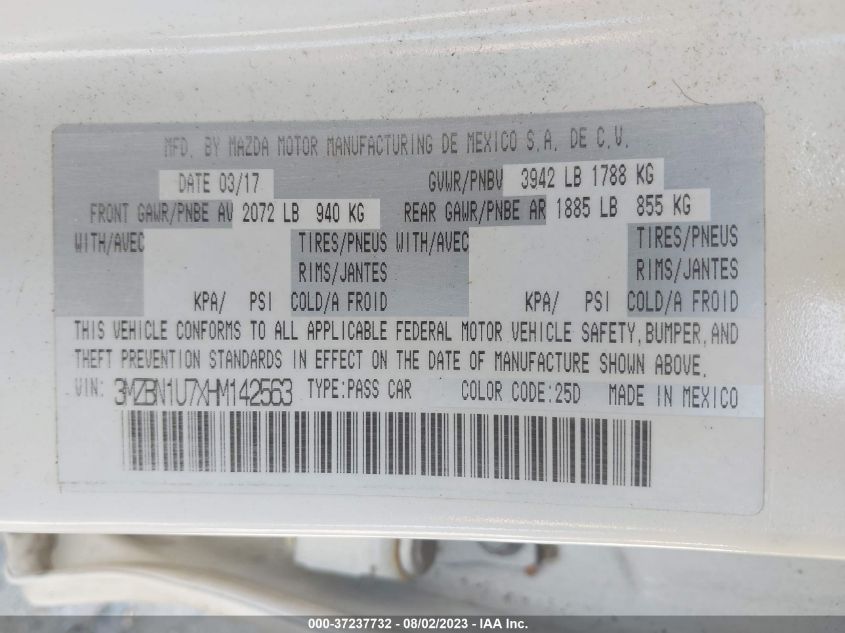 MFD. BY MAZDA MOTOR MANUFACTURING DE MEXICO S.A. DE C.V.
DATE 03/17 GVWR/PNBV 3942 LB 1788 KG
FRONT GAWR/PNBE AV 2072 LB 940 KG REAR GAWR/PNBE AR 1885 LB 855 KG
WITH/AVEC TIRES/PNEUS WITH/AVEC TIRES/PNEUS
RIMS/JANTES RIMS/JANTES
KPA/ PSI COLD/A FROID KPA/ PSI COLD/A FROID
THIS VEHICLE CONFORMS TO ALL APPLICABLE FEDERAL MOTOR VEHICLE SAFETY, BUMPER, AND
THEFT PREVENTION STANDARDS IN EFFECT ON THE DATE OF MANUFACTURE SHOWN ABOVE.
VIN: 3MZBN1U7XHM142563 TYPE:PASS CAR COLOR CODE:25D MADE IN MEXICO
000-37237732 - 08/02/2023 - IAA Inc.